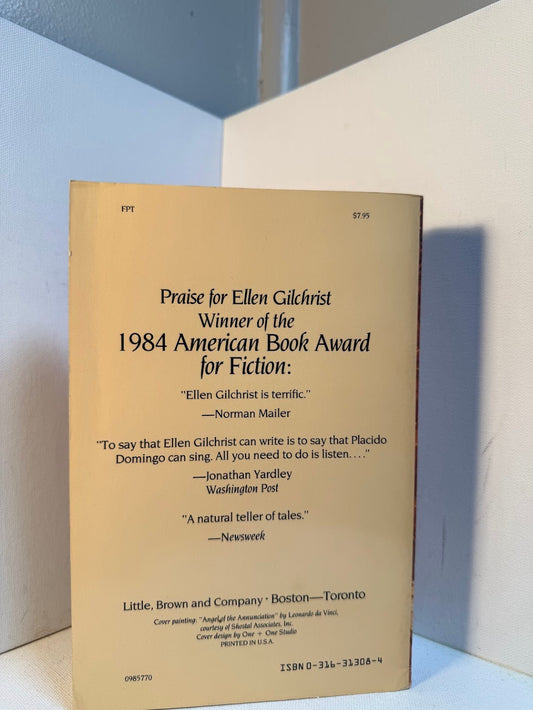 FPT $7.95
Praise for Ellen Gilchrist
Winner of the
1984 American Book Award
for Fiction:
"Ellen Gilchrist is terrific."
—Norman Mailer
"To say that Ellen Gilchrist can write is to say that Placido
Domingo can sing. All you need to do is listen. . . ."
—Jonathan Yardley
Washington Post
"A natural teller of tales."
—Newsweek
Little, Brown and Company · Boston—Toronto
Cover painting: "Angel of the Annunciation" by Leonardo da Vinci,
courtesy of Shostal Associates, Inc.
Cover design by One + One Studio
PRINTED IN U.S.A.
ISBN 0-316-31308-4
0985770